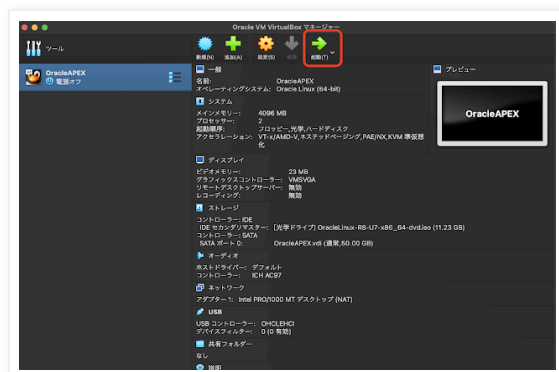 Oracle VM VirtualBox マネージャー
ツール
新規(N) 追加(A) 設定(S) 破棄 起動(T)
OracleAPEX
電源オフ
一般
名前: OracleAPEX
オペレーティングシステム: Oracle Linux (64-bit)
システム
メインメモリー: 4096 MB
プロセッサー: 2
起動順序: フロッピー,光学,ハードディスク
アクセラレーション: VT-x/AMD-V,ネステッドページング,PAE/NX,KVM 準仮想
化
ディスプレイ
ビデオメモリー: 23 MB
グラフィックスコントローラー: VMSVGA
リモートデスクトップサーバー: 無効
レコーディング: 無効
ストレージ
コントローラー: IDE
IDE セカンダリマスター: [光学ドライブ] OracleLinux-R8-U7-x86_64-dvd.iso (11.23 GB)
コントローラー: SATA
SATA ポート 0: OracleAPEX.vdi (通常,50.00 GB)
オーディオ
ホストドライバー: デフォルト
コントローラー: ICH AC97
ネットワーク
アダプター 1: Intel PRO/1000 MT デスクトップ (NAT)
USB
USB コントローラー: OHCI,EHCI
デバイスフィルター: 0 (0 有効)
共有フォルダー
なし
説明
プレビュー
OracleAPEX